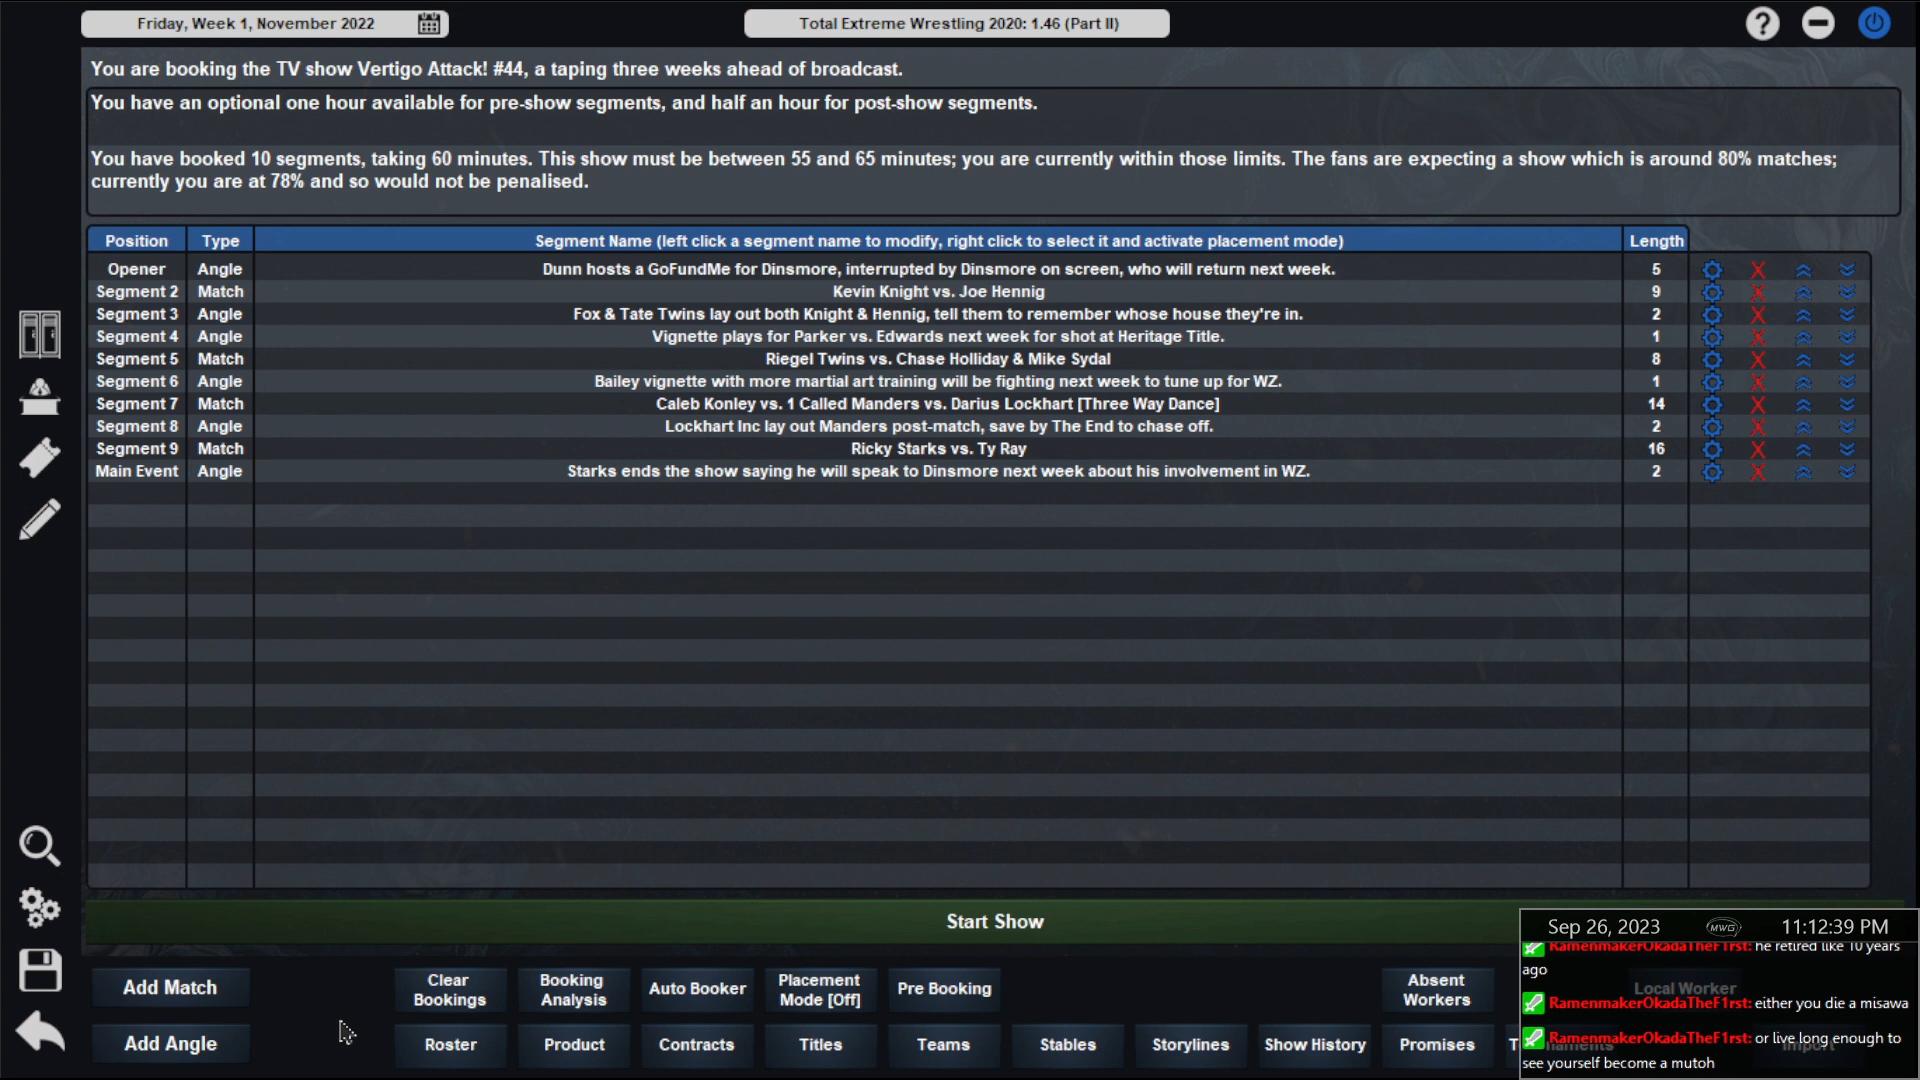 Friday, Week 1, November 2022
Total Extreme Wrestling 2020: 1.46 (Part II)
?
You are booking the TV show Vertigo Attack! #44, a taping three weeks ahead of broadcast.
You have an optional one hour available for pre-show segments, and half an hour for post-show segments.
You have booked 10 segments, taking 60 minutes. This show must be between 55 and 65 minutes; you are currently within those limits. The fans are expecting a show which is around 80% matches;
currently you are at 78% and so would not be penalised.
Position Type Segment Name (left click a segment name to modify, right click to select it and activate placement mode) Length
Opener Angle Dunn hosts a GoFundMe for Dinsmore, interrupted by Dinsmore on screen, who will return next week. 5
Segment 2 Match Kevin Knight vs. Joe Hennig 9
Segment 3 Angle Fox & Tate Twins lay out both Knight & Hennig, tell them to remember whose house they're in. 2
Segment 4 Angle Vignette plays for Parker vs. Edwards next week for shot at Heritage Title. 1
Segment 5 Match Riegel Twins vs. Chase Holliday & Mike Sydal 8
Segment 6 Angle Bailey vignette with more martial art training will be fighting next week to tune up for WZ. 1
Segment 7 Match Caleb Konley vs. 1 Called Manders vs. Darius Lockhart [Three Way Dance] 14
Segment 8 Angle Lockhart Inc lay out Manders post-match, save by The End to chase off. 2
Segment 9 Match Ricky Starks vs. Ty Ray 16
Main Event Angle Starks ends the show saying he will speak to Dinsmore next week about his involvement in WZ. 2
Start Show
Add Match
Clear Bookings
Booking Analysis
Auto Booker
Placement Mode [Off]
Pre Booking
Absent Workers
Local Worker
Add Angle
Roster
Product
Contracts
Titles
Teams
Stables
Storylines
Show History
Promises
Import
Sep 26, 2023 MWG 11:12:39 PM
RamenmakerOkadaTheF1rst: he retired like 10 years
ago
RamenmakerOkadaTheF1rst: either you die a misawa
RamenmakerOkadaTheF1rst: or live long enough to
see yourself become a mutoh